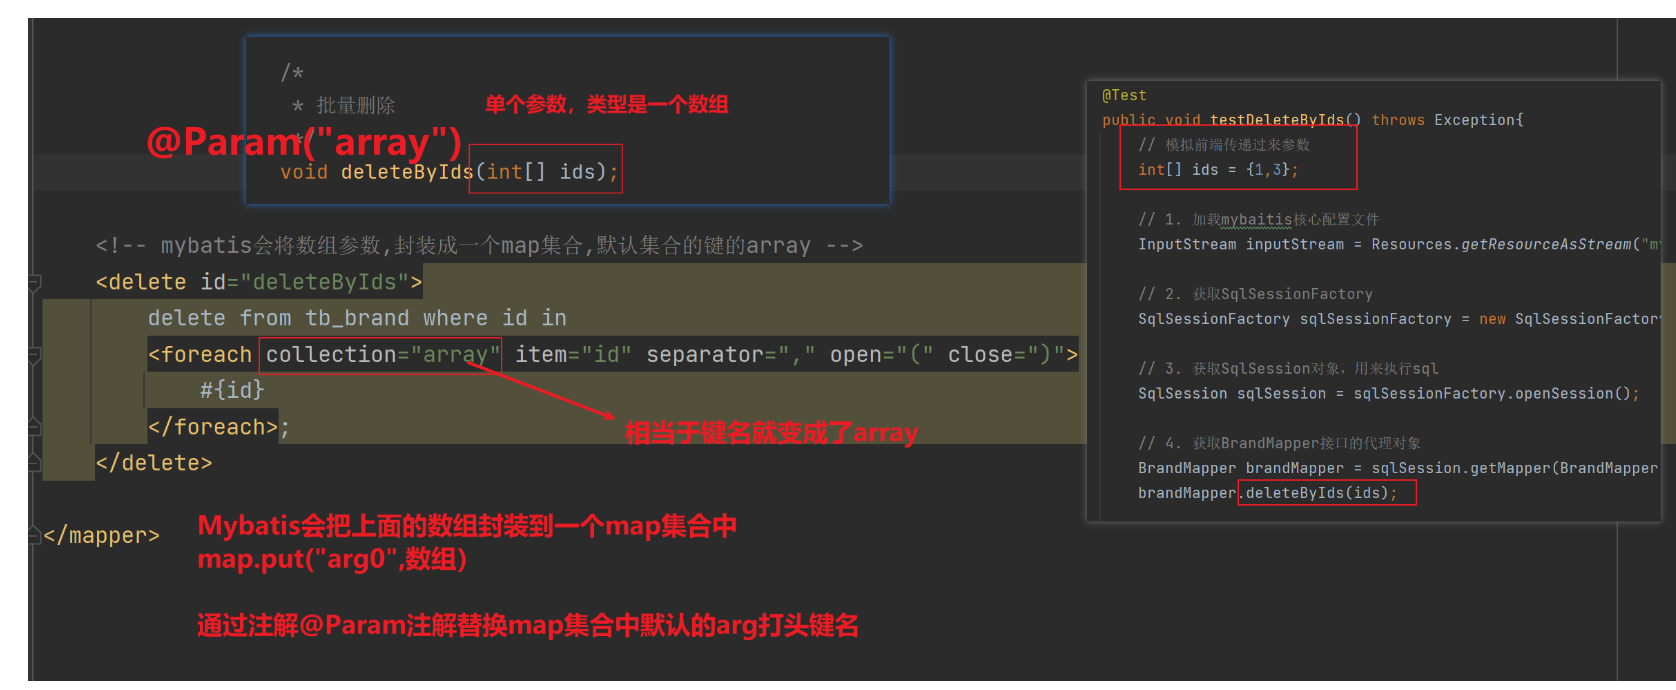 /*
* 批量删除
单个参数，类型是一个数组
@Param("array")
void deleteByIds(int[] ids);
<!-- mybatis会将数组参数,封装成一个map集合,默认集合的键的array -->
<delete id="deleteByIds">
delete from tb_brand where id in
<foreach collection="array" item="id" separator="," open="(" close=")">
#{id}
</foreach>;
相当于键名就变成了array
</delete>
</mapper>
Mybatis会把上面的数组封装到一个map集合中
map.put("arg0",数组)
通过注解@Param注解替换map集合中默认的arg打头键名
@Test
public void testDeleteByIds() throws Exception{
// 模拟前端传递过来参数
int[] ids = {1,3};
// 1. 加载mybaitis核心配置文件
InputStream inputStream = Resources.getResourceAsStream("m
// 2. 获取SqlSessionFactory
SqlSessionFactory sqlSessionFactory = new SqlSessionFactory
// 3. 获取SqlSession对象，用来执行sql
SqlSession sqlSession = sqlSessionFactory.openSession();
// 4. 获取BrandMapper接口的代理对象
BrandMapper brandMapper = sqlSession.getMapper(BrandMapper
brandMapper.deleteByIds(ids);